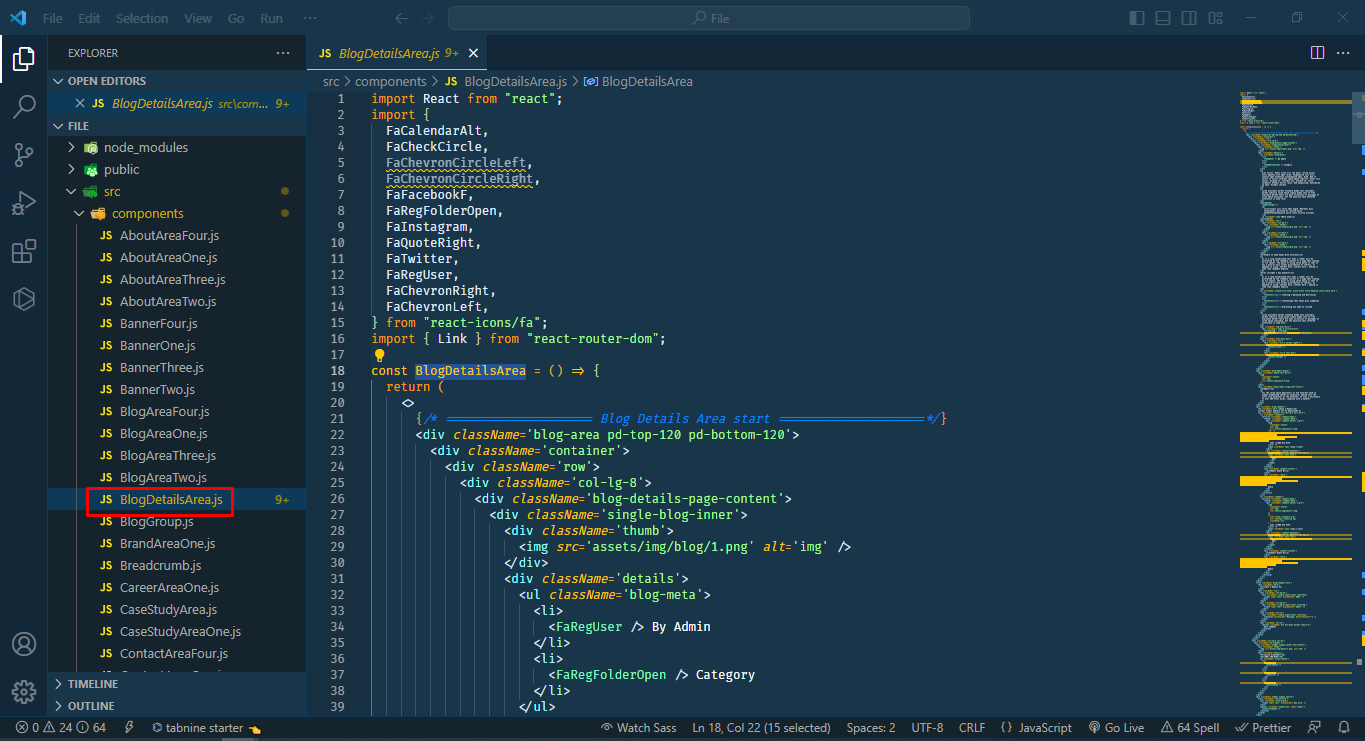 File Edit Selection View Go Run ··· File
EXPLORER ···
OPEN EDITORS
JS BlogDetailsArea.js src\com... 9+
FILE
node_modules
public
src
components
JS AboutAreaFour.js
JS AboutAreaOne.js
JS AboutAreaThree.js
JS AboutAreaTwo.js
JS BannerFour.js
JS BannerOne.js
JS BannerThree.js
JS BannerTwo.js
JS BlogAreaFour.js
JS BlogAreaOne.js
JS BlogAreaThree.js
JS BlogAreaTwo.js
JS BlogDetailsArea.js 9+
JS BlogGroup.js
JS BrandAreaOne.js
JS Breadcrumb.js
JS CareerAreaOne.js
JS CaseStudyArea.js
JS CaseStudyAreaOne.js
JS ContactAreaFour.js
TIMELINE
OUTLINE
JS BlogDetailsArea.js 9+
src > components > JS BlogDetailsArea.js > BlogDetailsArea
1 import React from "react";
2 import {
3 FaCalendarAlt,
4 FaCheckCircle,
5 FaChevronCircleLeft,
6 FaChevronCircleRight,
7 FaFacebookF,
8 FaRegFolderOpen,
9 FaInstagram,
10 FaQuoteRight,
11 FaTwitter,
12 FaRegUser,
13 FaChevronRight,
14 FaChevronLeft,
15 } from "react-icons/fa";
16 import { Link } from "react-router-dom";
17
18 const BlogDetailsArea = () => {
19 return (
20 <>
21 {/* =================== Blog Details Area start ===================*/}
22 <div className='blog-area pd-top-120 pd-bottom-120'>
23 <div className='container'>
24 <div className='row'>
25 <div className='col-lg-8'>
26 <div className='blog-details-page-content'>
27 <div className='single-blog-inner'>
28 <div className='thumb'>
29 <img src='assets/img/blog/1.png' alt='img' />
30 </div>
31 <div className='details'>
32 <ul className='blog-meta'>
33 <li>
34 <FaRegUser /> By Admin
35 </li>
36 <li>
37 <FaRegFolderOpen /> Category
38 </li>
39 </ul>
0 24 64 tabnine starter Watch Sass Ln 18, Col 22 (15 selected) Spaces: 2 UTF-8 CRLF {} JavaScript Go Live 64 Spell Prettier